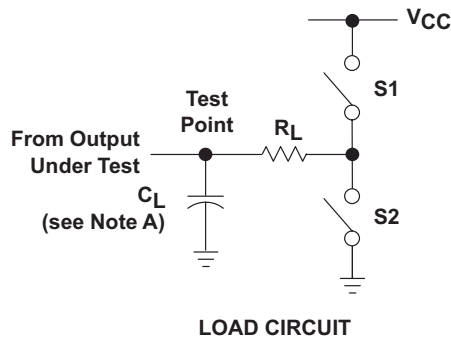 VCC
S1
Test
Point
RL
From Output
Under Test
CL
(see Note A)
S2
LOAD CIRCUIT